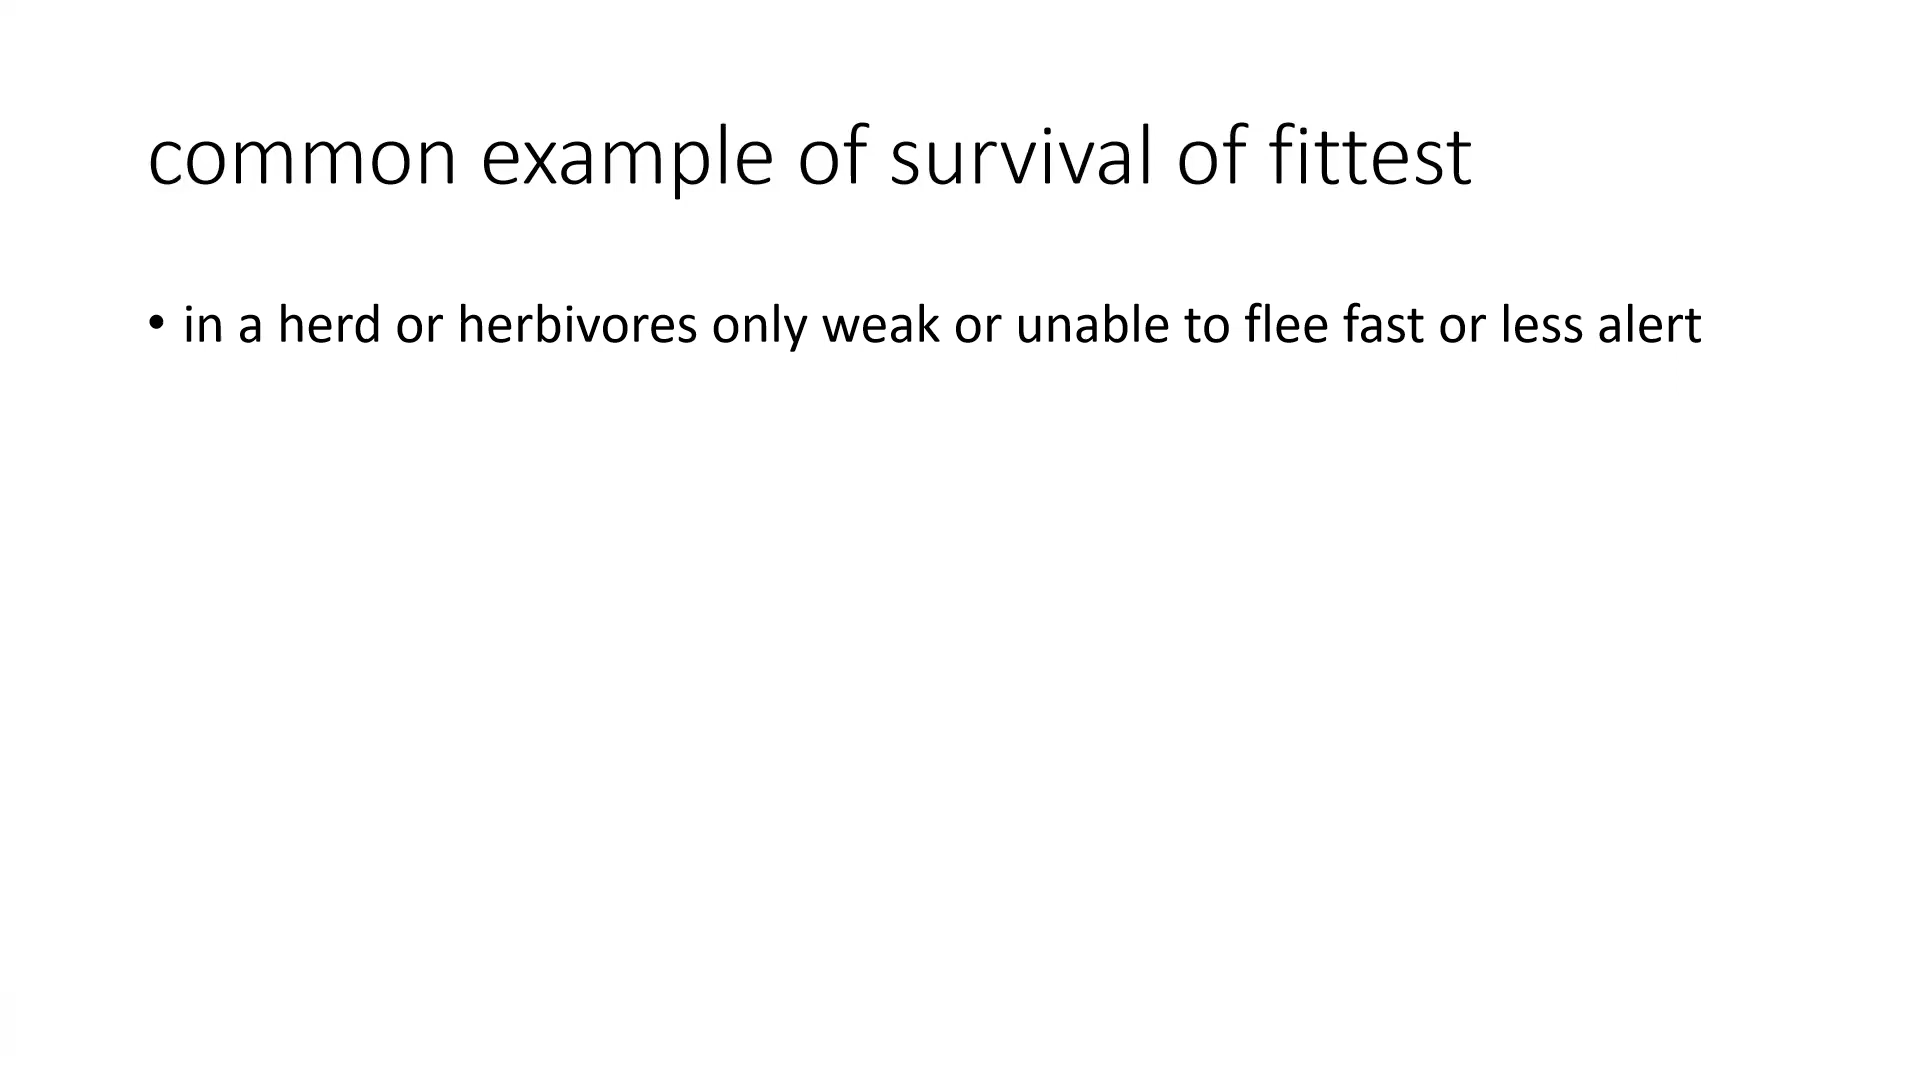 common example of survival of fittest
• in a herd or herbivores only weak or unable to flee fast or less alert